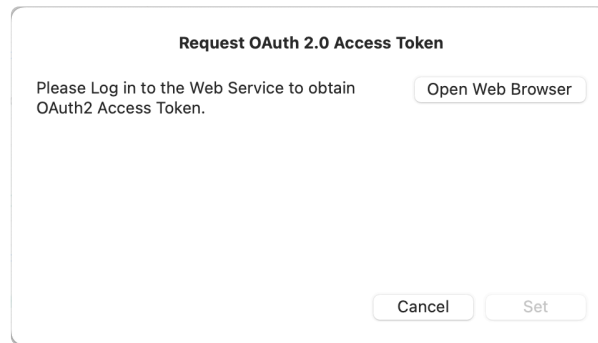 Request OAuth 2.0 Access Token
Please Log in to the Web Service to obtain
OAuth2 Access Token.
Open Web Browser
Cancel
Set